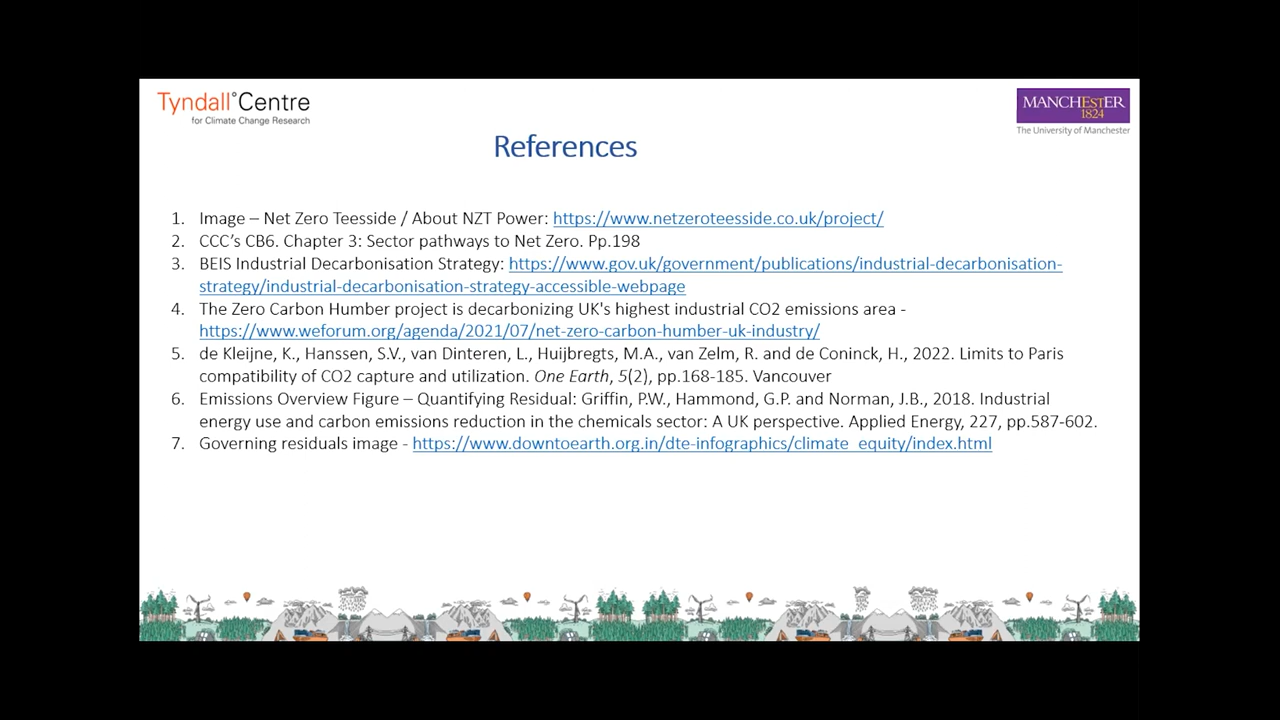 Tyndall°Centre
for Climate Change Research
MANCHESTER
1824
The University of Manchester
References
1. Image – Net Zero Teesside / About NZT Power: https://www.netzeroteesside.co.uk/project/
2. CCC’s CB6. Chapter 3: Sector pathways to Net Zero. Pp.198
3. BEIS Industrial Decarbonisation Strategy: https://www.gov.uk/government/publications/industrial-decarbonisation-
strategy/industrial-decarbonisation-strategy-accessible-webpage
4. The Zero Carbon Humber project is decarbonizing UK's highest industrial CO2 emissions area -
https://www.weforum.org/agenda/2021/07/net-zero-carbon-humber-uk-industry/
5. de Kleijne, K., Hanssen, S.V., van Dinteren, L., Huijbregts, M.A., van Zelm, R. and de Coninck, H., 2022. Limits to Paris
compatibility of CO2 capture and utilization. One Earth, 5(2), pp.168-185. Vancouver
6. Emissions Overview Figure – Quantifying Residual: Griffin, P.W., Hammond, G.P. and Norman, J.B., 2018. Industrial
energy use and carbon emissions reduction in the chemicals sector: A UK perspective. Applied Energy, 227, pp.587-602.
7. Governing residuals image - https://www.downtoearth.org.in/dte-infographics/climate_equity/index.html